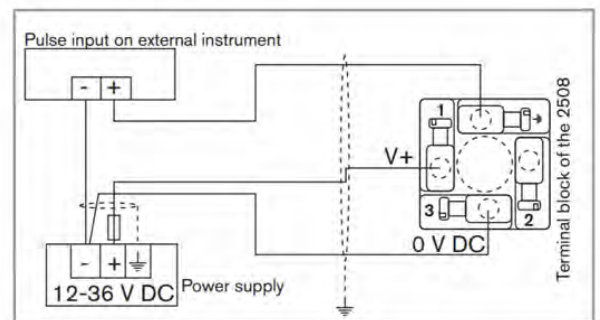 Pulse input on external instrument
- +
1
V+
3
2
0 V DC
Terminal block of the 2508
- +
12-36 V DC
Power supply